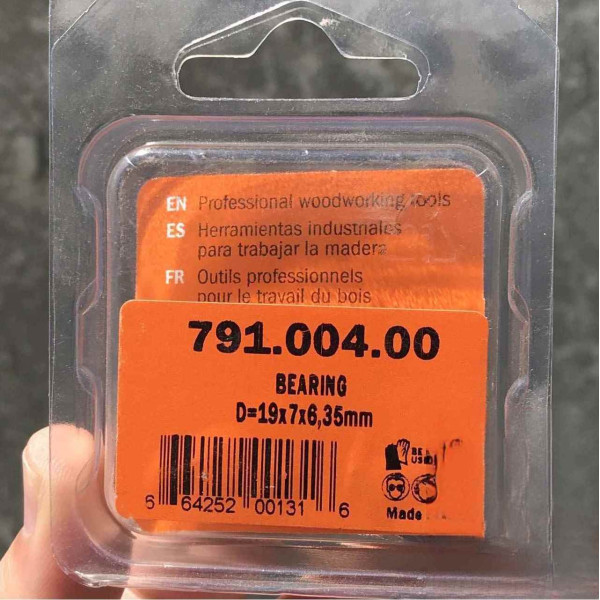 EN Professional woodworking tools
ES Herramientas industriales
para trabajar la madera
FR Outils professionnels
pour le travail du bois
791.004.00
BEARING
D=19x7x6,35mm
6 64252 00131 6
Made